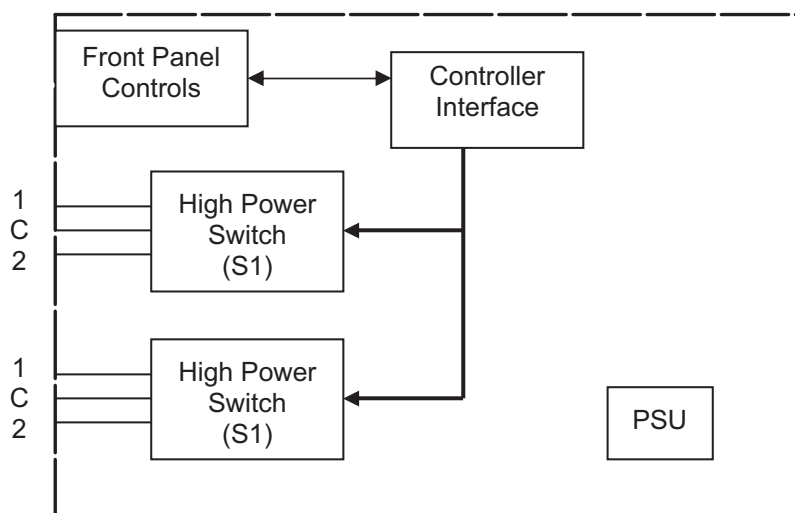 Front Panel
Controls
Controller
Interface
1
C
2
High Power
Switch
(S1)
1
C
2
High Power
Switch
(S1)
PSU